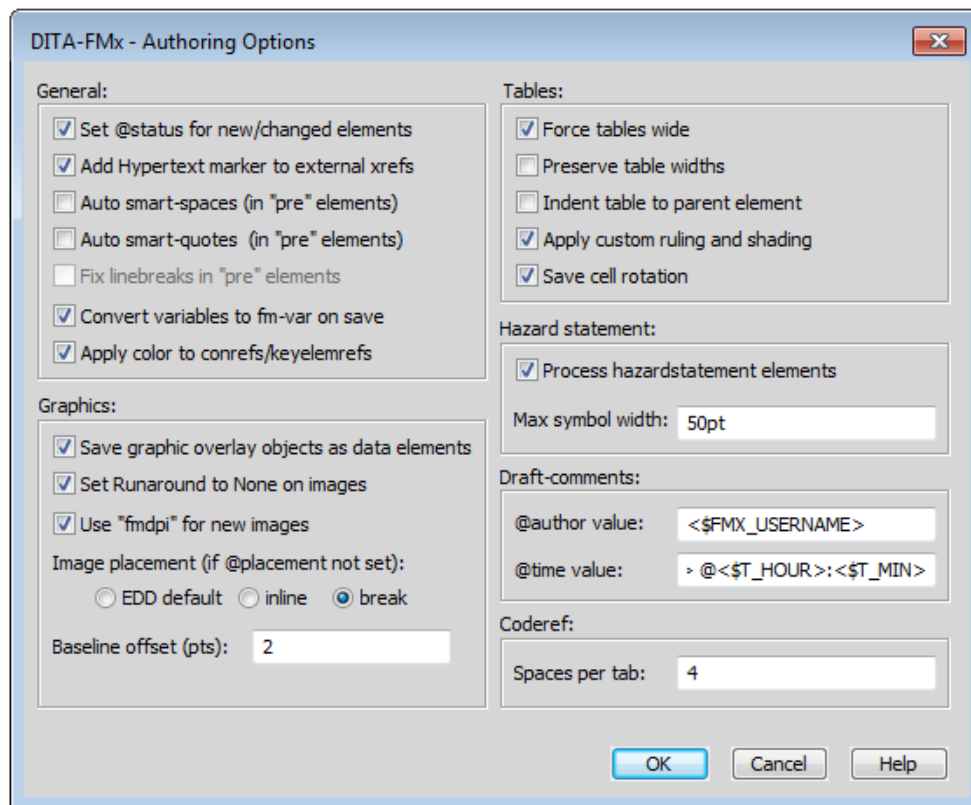 DITA-FMx - Authoring Options
General:
Set @status for new/changed elements
Add Hypertext marker to external xrefs
Auto smart-spaces (in "pre" elements)
Auto smart-quotes (in "pre" elements)
Fix linebreaks in "pre" elements
Convert variables to fm-var on save
Apply color to conrefs/keyelemrefs
Graphics:
Save graphic overlay objects as data elements
Set Runaround to None on images
Use "fmdpi" for new images
Image placement (if @placement not set):
EDD default inline break
Baseline offset (pts): 2
Tables:
Force tables wide
Preserve table widths
Indent table to parent element
Apply custom ruling and shading
Save cell rotation
Hazard statement:
Process hazardstatement elements
Max symbol width: 50pt
Draft-comments:
@author value: <$FMX_USERNAME>
@time value: > @<$T_HOUR>:<$T_MIN>
Coderef:
Spaces per tab: 4
OK Cancel Help